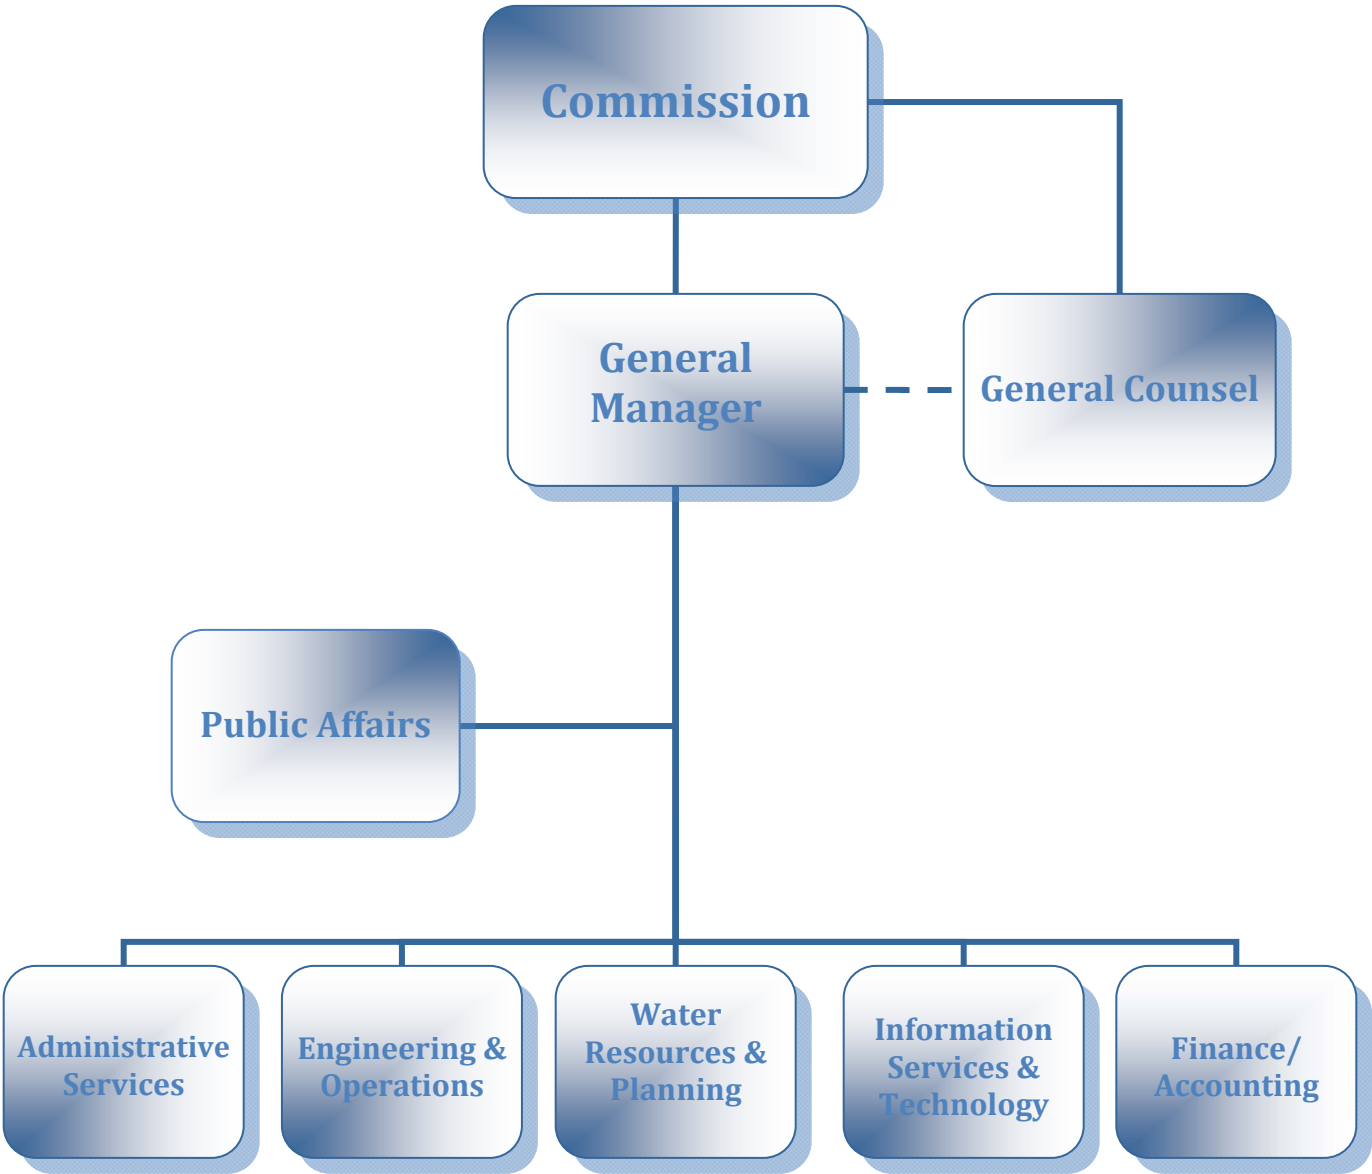 Commission
General
Manager
General Counsel
Public Affairs
Administrative
Services
Engineering &
Operations
Water
Resources &
Planning
Information
Services &
Technology
Finance/
Accounting